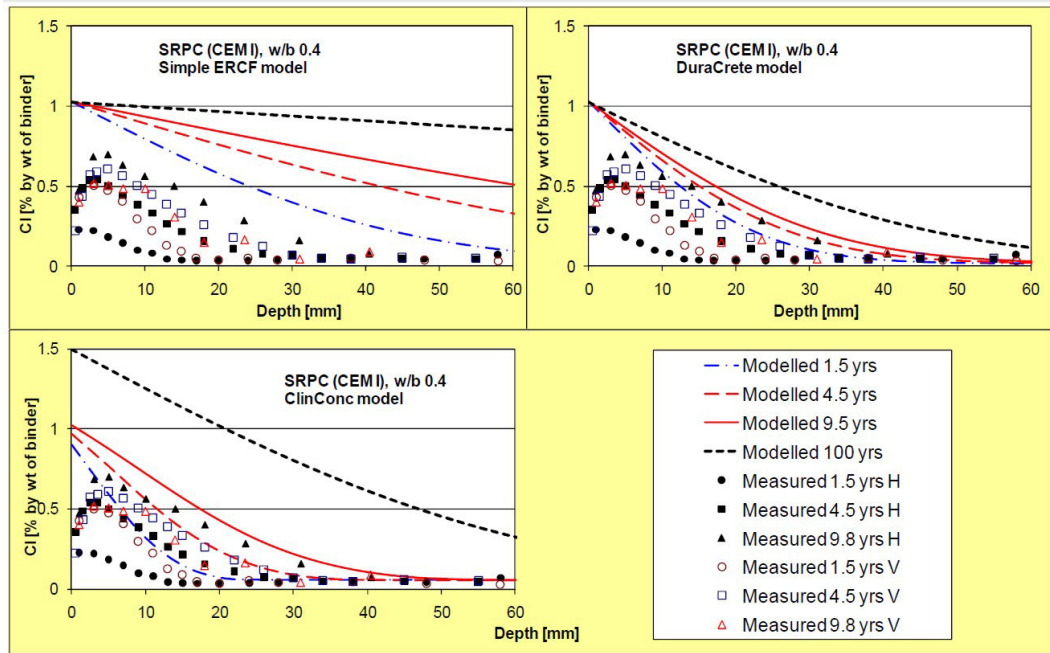 SRPC (CEMI), w/b 0.4
Simple ERCF model
Cl [% by wt of binder]
1.5
1
0.5
0
0 10 20 30 40 50 60
Depth [mm]
SRPC (CEMI), w/b 0.4
DuraCrete model
Cl [% by wt of binder]
1.5
1
0.5
0
0 10 20 30 40 50 60
Depth [mm]
SRPC (CEMI), w/b 0.4
ClinConc model
Cl [% by wt of binder]
1.5
1
0.5
0
0 10 20 30 40 50 60
Depth [mm]
Modelled 1.5 yrs
Modelled 4.5 yrs
Modelled 9.5 yrs
Modelled 100 yrs
Measured 1.5 yrs H
Measured 4.5 yrs H
Measured 9.8 yrs H
Measured 1.5 yrs V
Measured 4.5 yrs V
Measured 9.8 yrs V